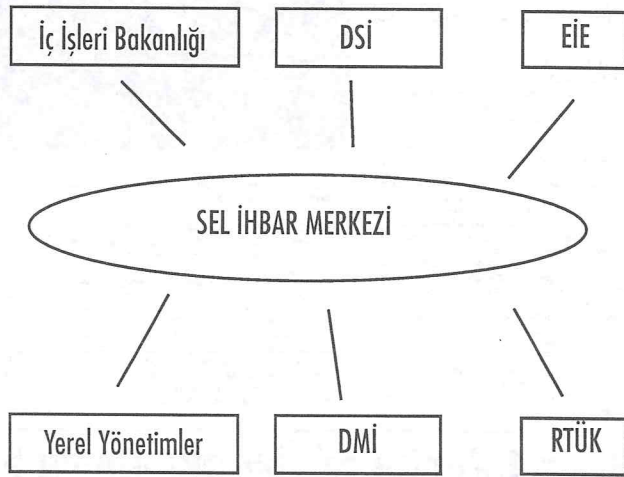 İç İşleri Bakanlığı
DSİ
EİE
SEL İHBAR MERKEZİ
Yerel Yönetimler
DMİ
RTÜK